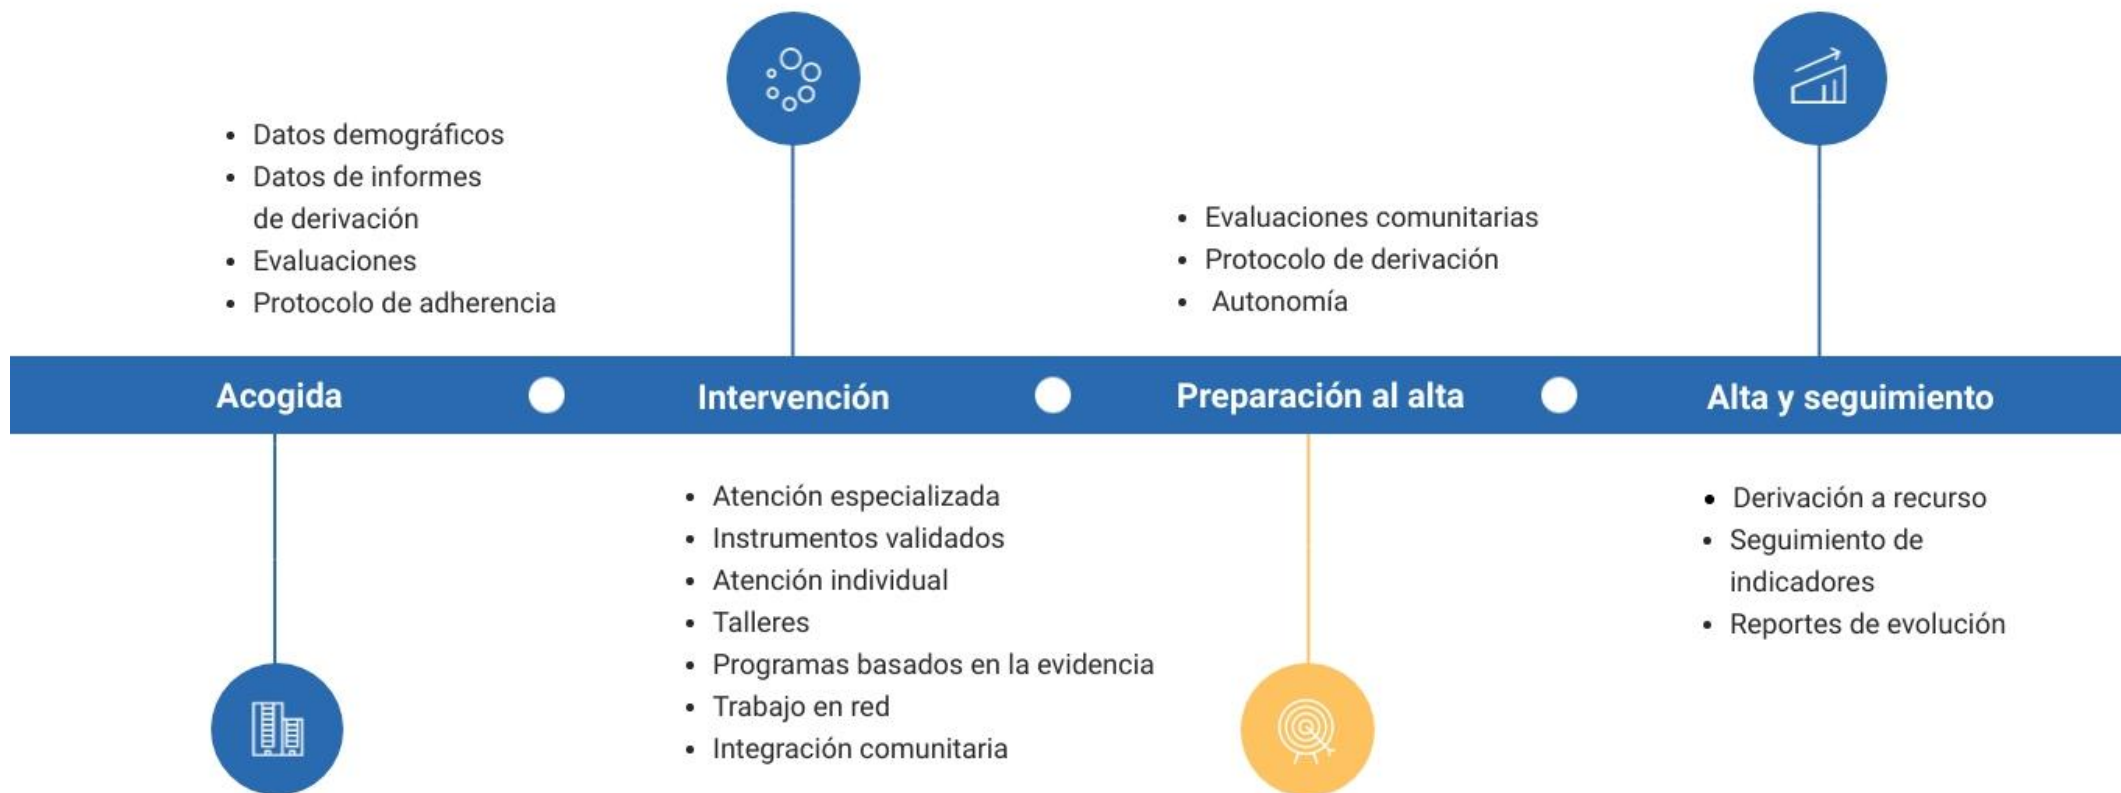 Datos demográficos
Datos de informes
de derivación
Evaluaciones
Protocolo de adherencia
Evaluaciones comunitarias
Protocolo de derivación
Autonomía
Acogida
Intervención
Preparación al alta
Alta y seguimiento
Atención especializada
Instrumentos validados
Atención individual
Talleres
Programas basados en la evidencia
Trabajo en red
Integración comunitaria
Derivación a recurso
Seguimiento de
indicadores
Reportes de evolución